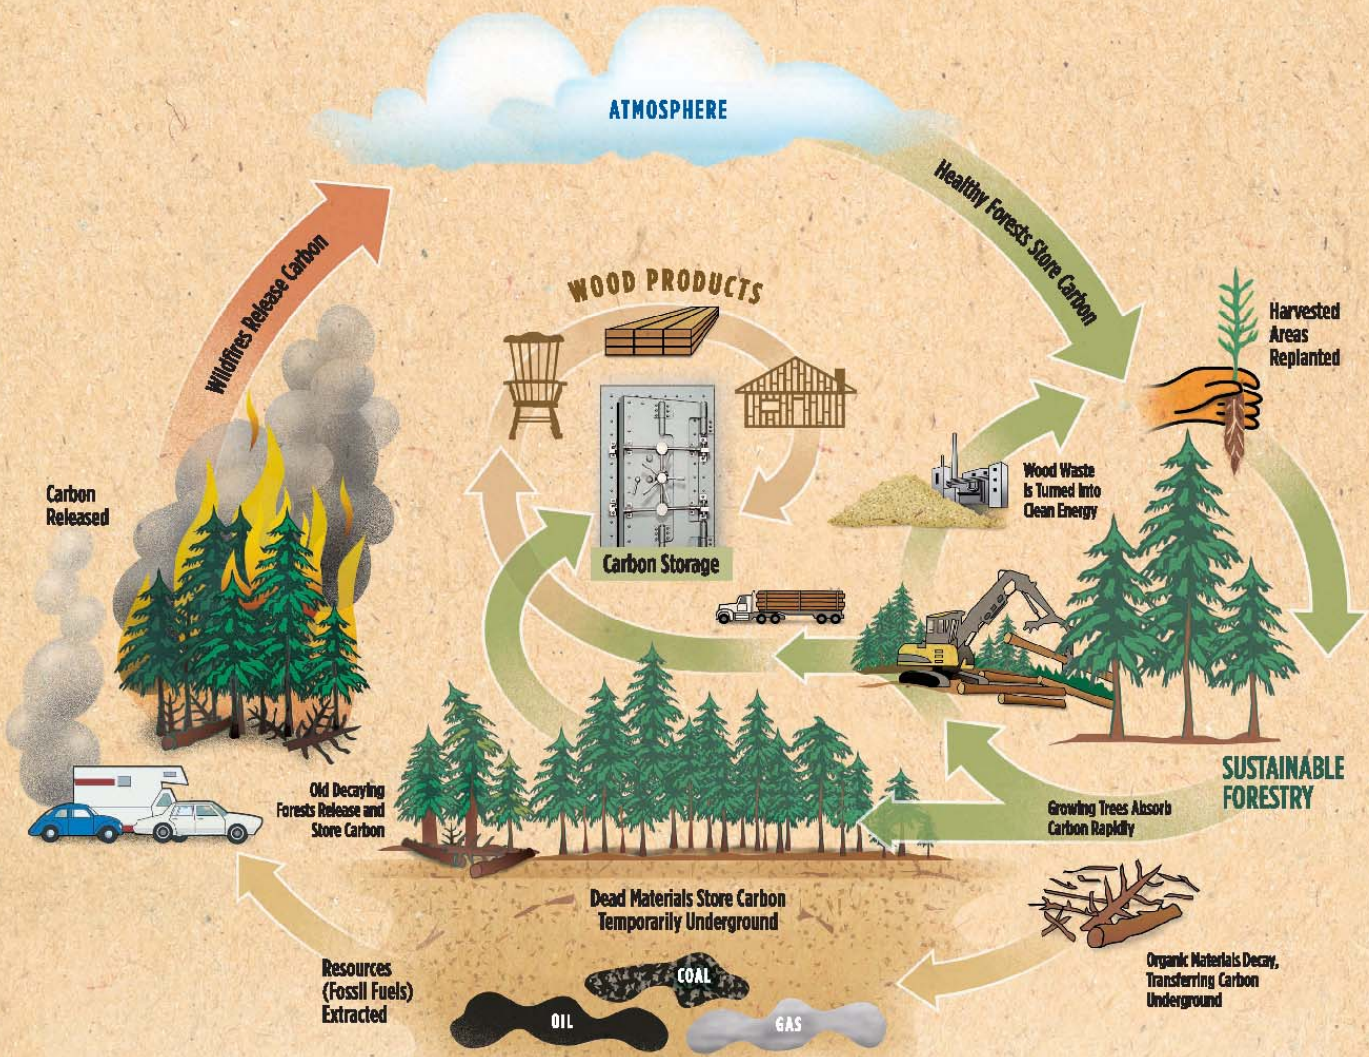 ATMOSPHERE
Healthy Forests Store Carbon
Wildfires Release Carbon
WOOD PRODUCTS
Harvested
Areas
Replanted
Carbon
Released
Wood Waste
Is Turned Into
Clean Energy
Carbon Storage
SUSTAINABLE
FORESTRY
Old Decaying
Forests Release and
Store Carbon
Growing Trees Absorb
Carbon Rapidly
Dead Materials Store Carbon
Temporarily Underground
Organic Materials Decay,
Transferring Carbon
Underground
Resources
(Fossil Fuels)
Extracted
COAL
OIL
GAS